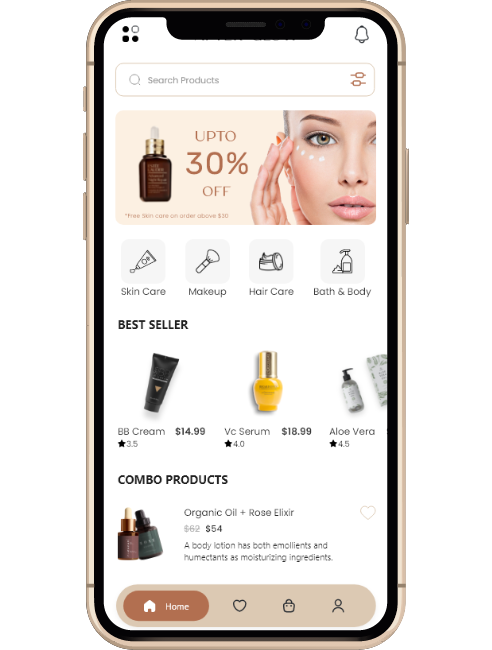 Search Products
UPTO
30%
OFF
*Free Skin care on order above $30
Skin Care
Makeup
Hair Care
Bath & Body
BEST SELLER
BB Cream $14.99
3.5
Vc Serum $18.99
4.0
Aloe Vera
4.5
COMBO PRODUCTS
Organic Oil + Rose Elixir
$82 $54
A body lotion has both emollients and
humectants as moisturizing ingredients.
Home